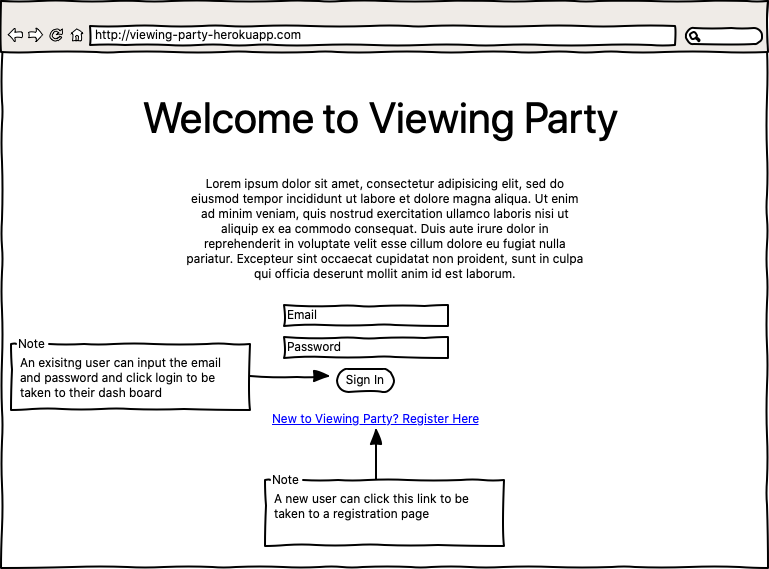 http://viewing-party-herokuapp.com
Welcome to Viewing Party
Lorem ipsum dolor sit amet, consectetur adipisicing elit, sed do
eiusmod tempor incididunt ut labore et dolore magna aliqua. Ut enim
ad minim veniam, quis nostrud exercitation ullamco laboris nisi ut
aliquip ex ea commodo consequat. Duis aute irure dolor in
reprehenderit in voluptate velit esse cillum dolore eu fugiat nulla
pariatur. Excepteur sint occaecat cupidatat non proident, sunt in culpa
qui officia deserunt mollit anim id est laborum.
Email
Password
Note
An exisitng user can input the email
and password and click login to be
taken to their dash board
Sign In
New to Viewing Party? Register Here
Note
A new user can click this link to be
taken to a registration page